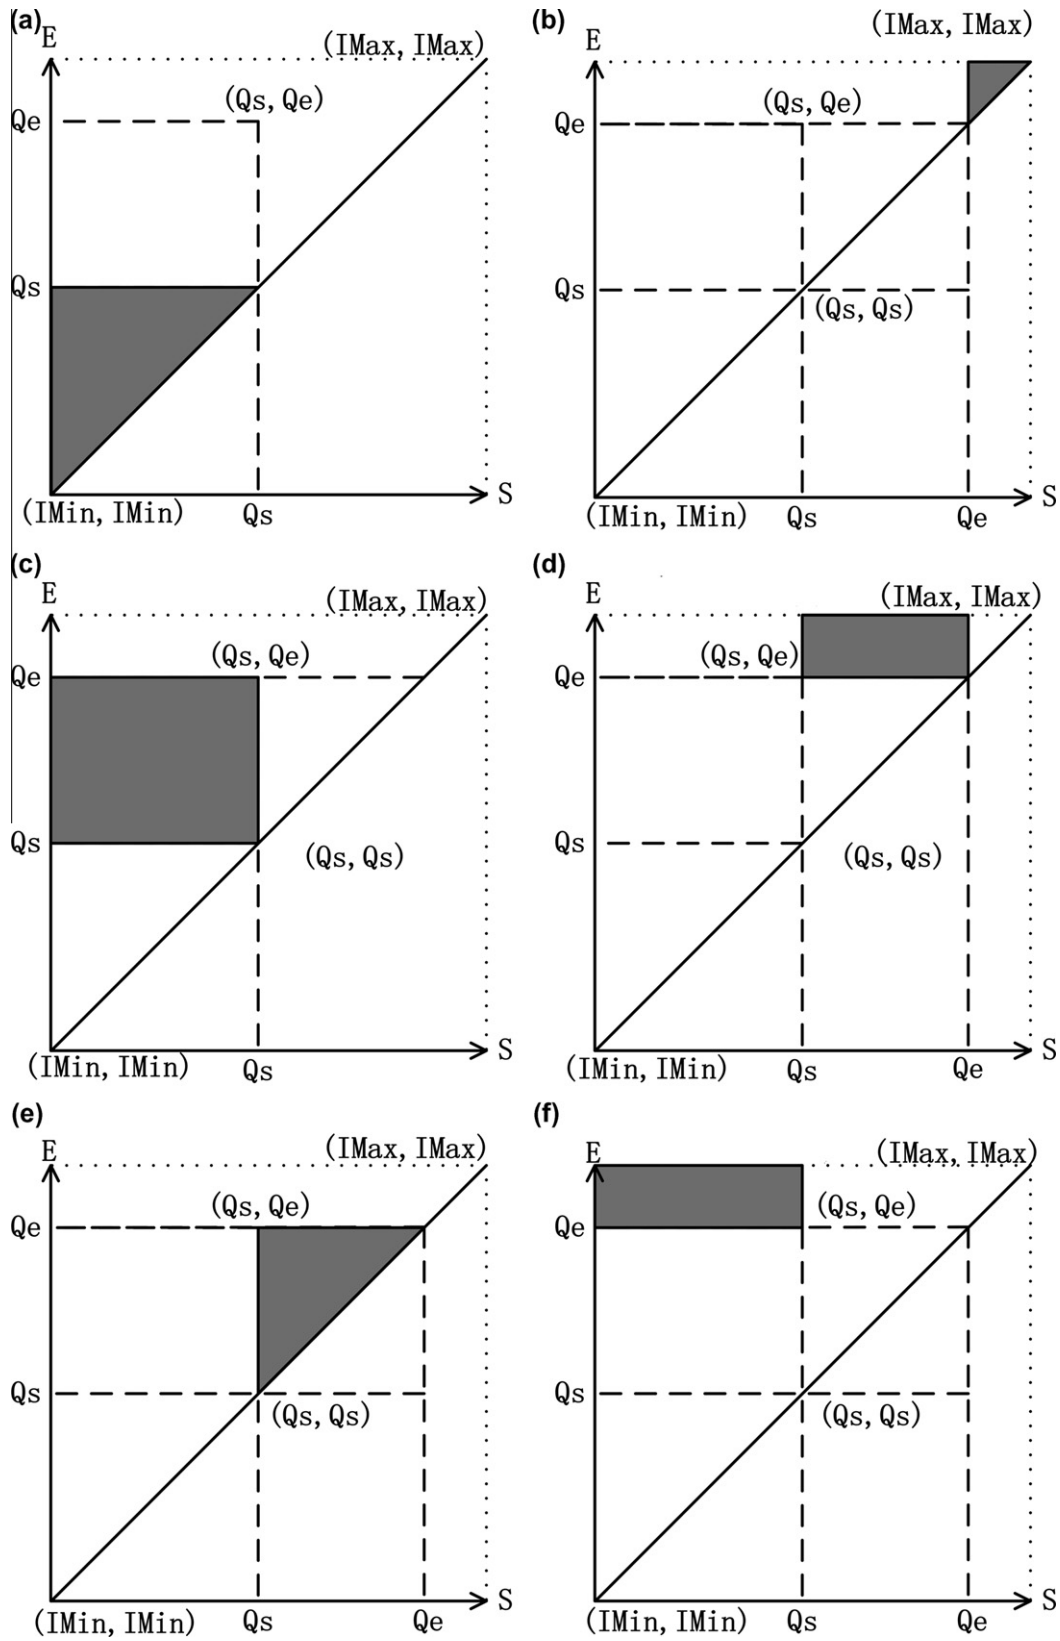 (a)
E
(IMax, IMax)
Qe
(Qs, Qe)
Qs
S
(IMin, IMin)
Qs
(b)
E
(IMax, IMax)
Qe
(Qs, Qe)
Qs
(Qs, Qs)
S
(IMin, IMin)
Qs
Qe
(c)
E
(IMax, IMax)
(Qs, Qe)
Qe
Qs
(Qs, Qs)
S
(IMin, IMin)
Qs
(d)
E
(IMax, IMax)
(Qs, Qe)
Qe
Qs
(Qs, Qs)
S
(IMin, IMin)
Qs
Qe
(e)
E
(IMax, IMax)
(Qs, Qe)
Qe
Qs
(Qs, Qs)
S
(IMin, IMin)
Qs
Qe
(f)
E
(IMax, IMax)
(Qs, Qe)
Qe
Qs
(Qs, Qs)
S
(IMin, IMin)
Qs
Qe